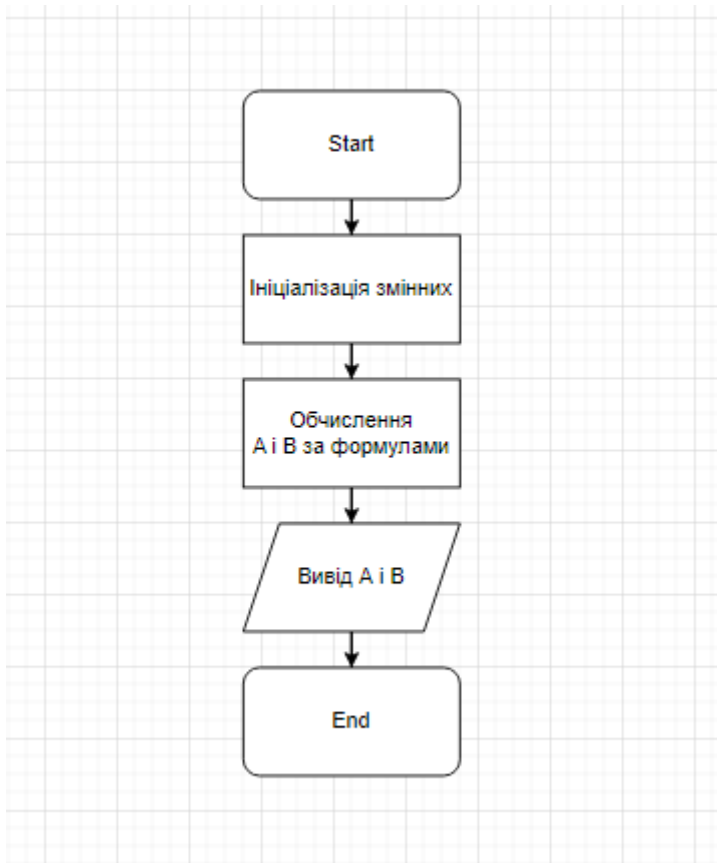 Start
Ініціалізація змінних
Обчислення
А і В за формулами
Вивід А і В
End